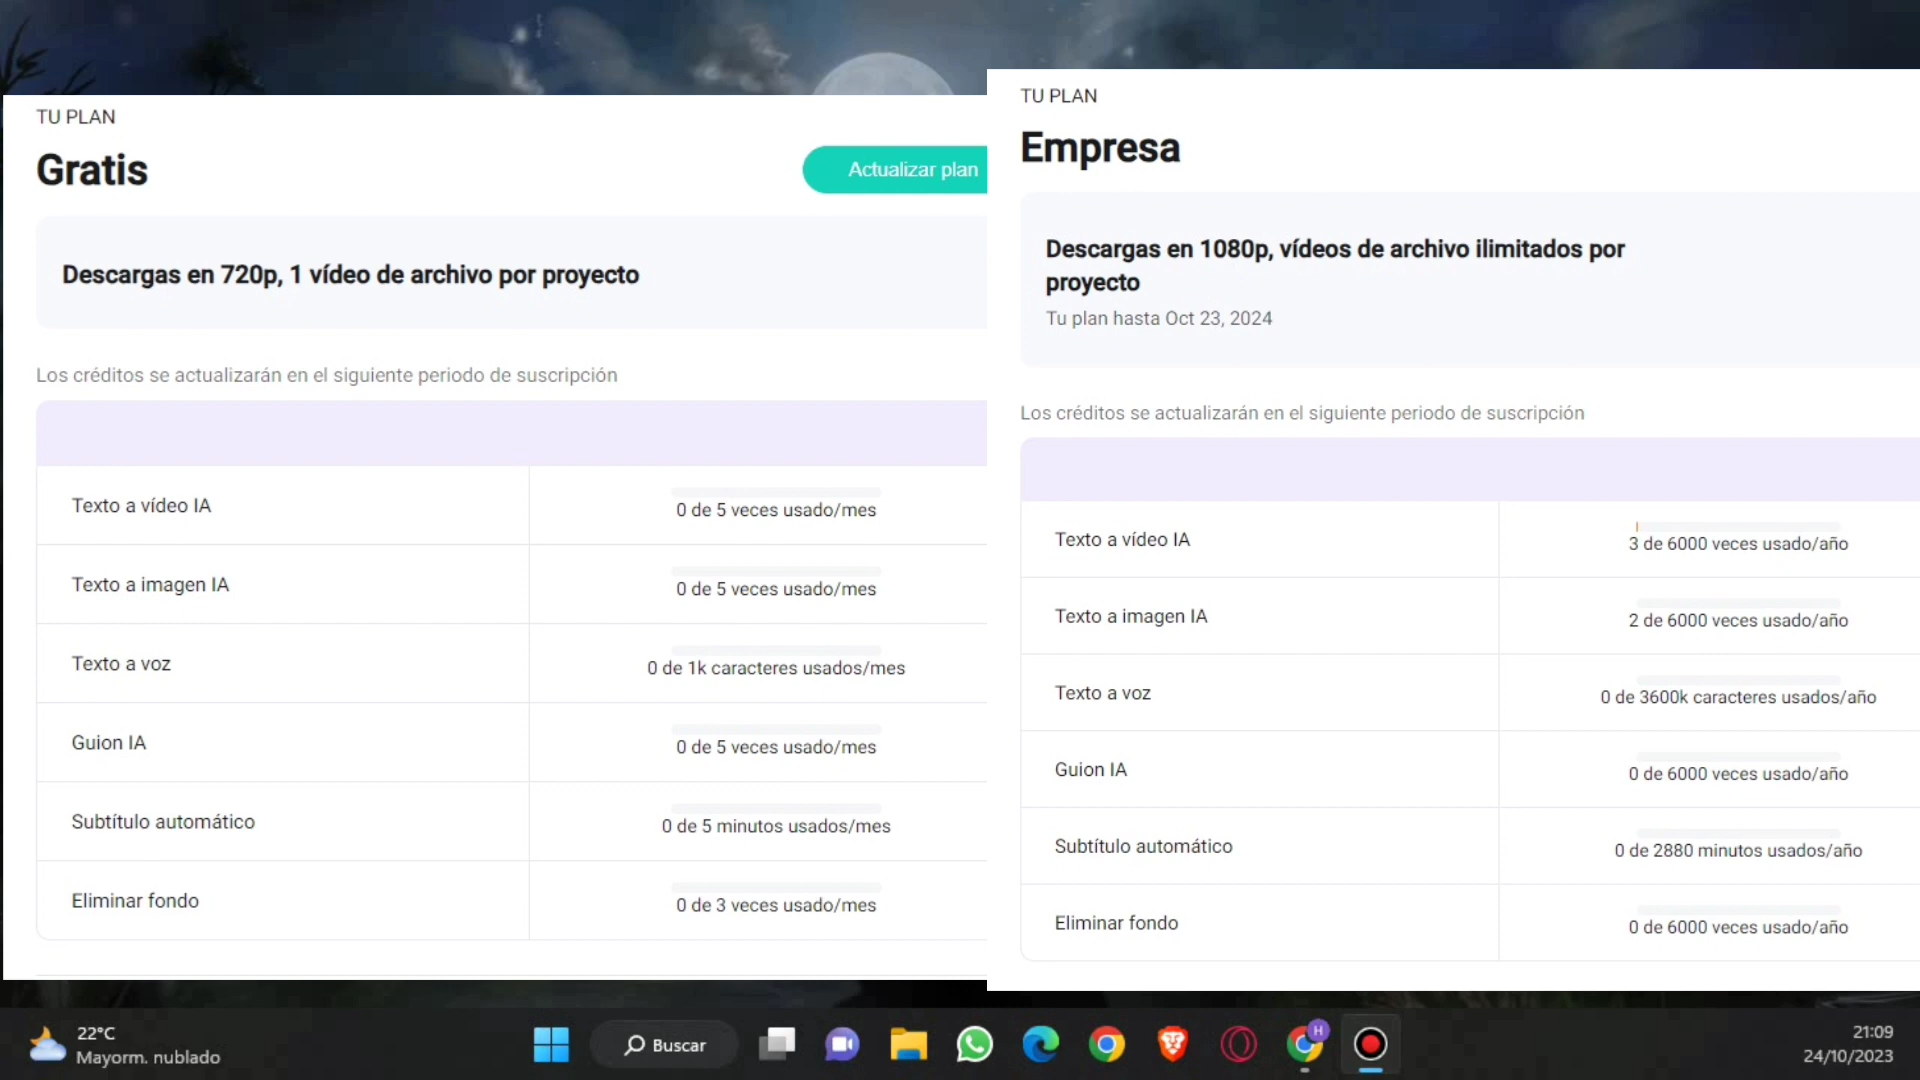 TU PLAN
Gratis
Actualizar plan
Descargas en 720p, 1 vídeo de archivo por proyecto
Los créditos se actualizarán en el siguiente periodo de suscripción
Texto a vídeo IA
0 de 5 veces usado/mes
Texto a imagen IA
0 de 5 veces usado/mes
Texto a voz
0 de 1k caracteres usados/mes
Guion IA
0 de 5 veces usado/mes
Subtítulo automático
0 de 5 minutos usados/mes
Eliminar fondo
0 de 3 veces usado/mes
TU PLAN
Empresa
Descargas en 1080p, vídeos de archivo ilimitados por
proyecto
Tu plan hasta Oct 23, 2024
Los créditos se actualizarán en el siguiente periodo de suscripción
Texto a vídeo IA
3 de 6000 veces usado/año
Texto a imagen IA
2 de 6000 veces usado/año
Texto a voz
0 de 3600k caracteres usados/año
Guion IA
0 de 6000 veces usado/año
Subtítulo automático
0 de 2880 minutos usados/año
Eliminar fondo
0 de 6000 veces usado/año
22°C
Mayorm. nublado
Buscar
H
21:09
24/10/2023